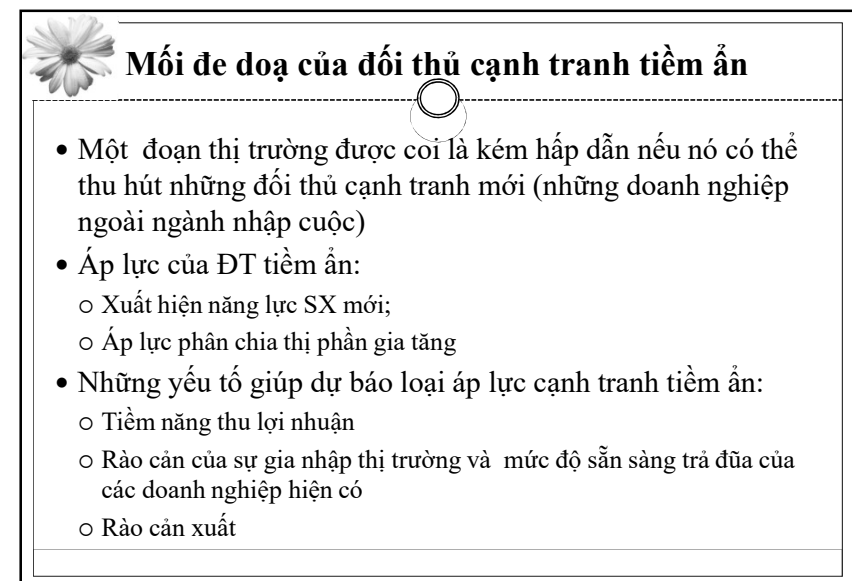 Mối đe doạ của đối thủ cạnh tranh tiềm ẩn
• Một đoạn thị trường được coi là kém hấp dẫn nếu nó có thể
thu hút những đối thủ cạnh tranh mới (những doanh nghiệp
ngoài ngành nhập cuộc)
• Áp lực của ĐT tiềm ẩn:
○ Xuất hiện năng lực SX mới;
○ Áp lực phân chia thị phần gia tăng
• Những yếu tố giúp dự báo loại áp lực cạnh tranh tiềm ẩn:
○ Tiềm năng thu lợi nhuận
○ Rào cản của sự gia nhập thị trường và mức độ sẵn sàng trả đũa của
các doanh nghiệp hiện có
○ Rào cản xuất